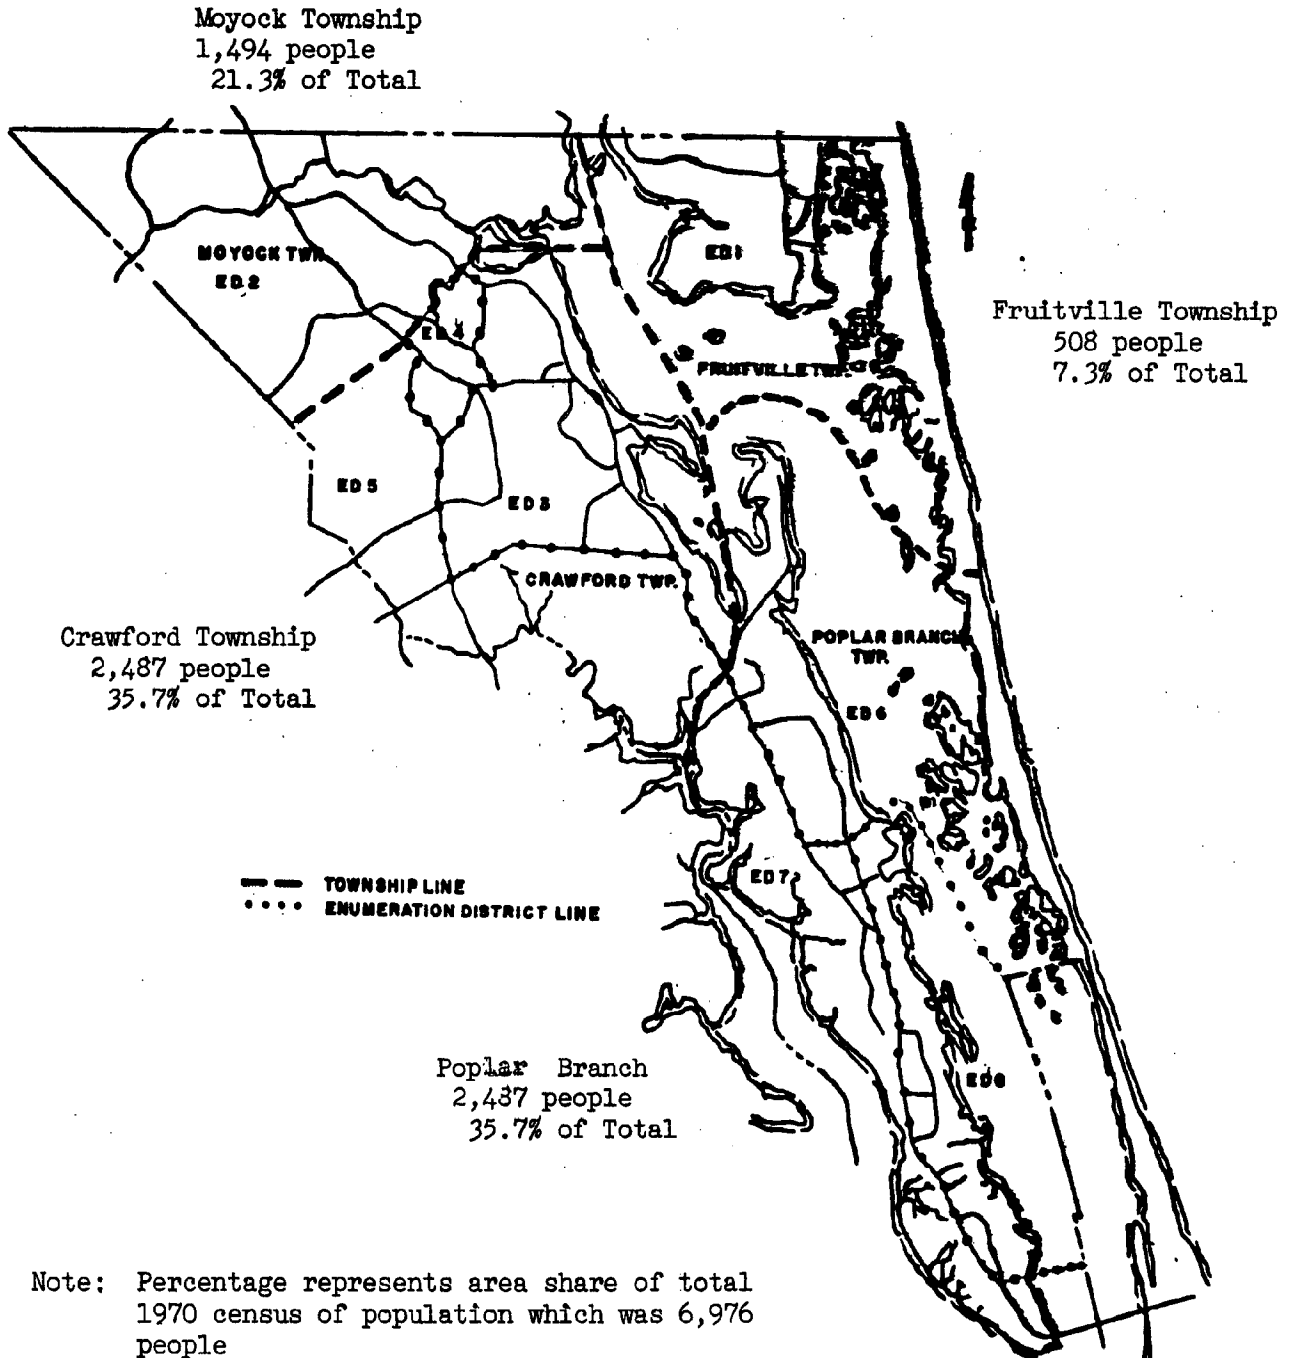 Moyock Township
1,494 people
21.3% of Total
MOYOCK TWP.
ED 2
ED 1
ED 4
Fruitville Township
508 people
7.3% of Total
FRUITVILLE TWP.
ED 5
ED 3
CRAWFORD TWP.
Crawford Township
2,487 people
35.7% of Total
POPLAR BRANCH
TWP.
ED 6
ED 7
TOWNSHIP LINE
ENUMERATION DISTRICT LINE
Poplar Branch
2,487 people
35.7% of Total
ED 8
Note: Percentage represents area share of total
1970 census of population which was 6,976
people